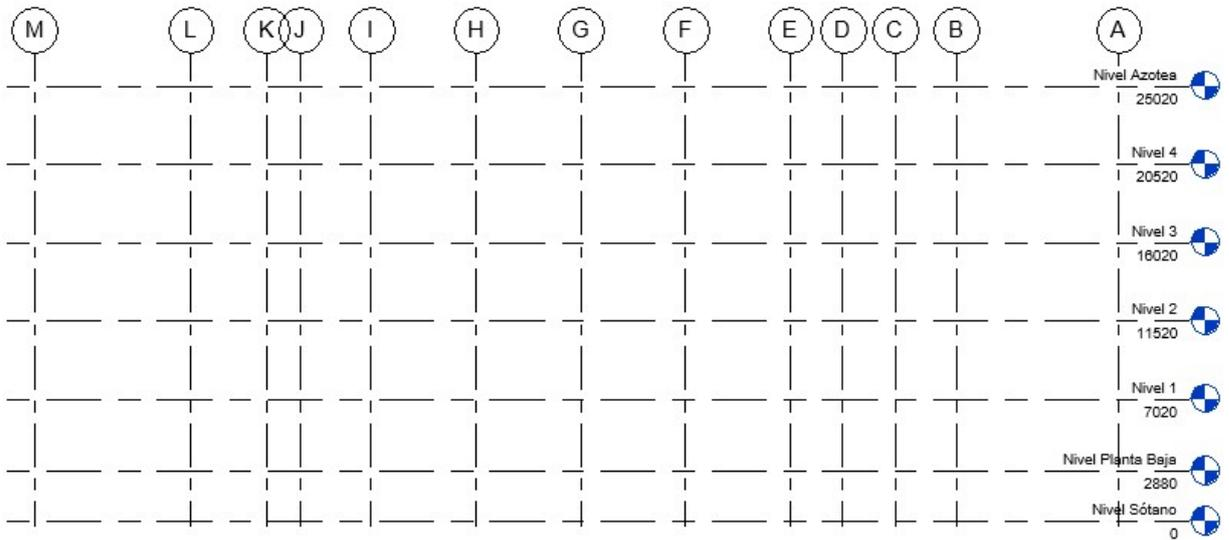 M L K J I H G F E D C B A
Nivel Azotea
25020
Nivel 4
20520
Nivel 3
16020
Nivel 2
11520
Nivel 1
7020
Nivel Planta Baja
2880
Nivel Sótano
0